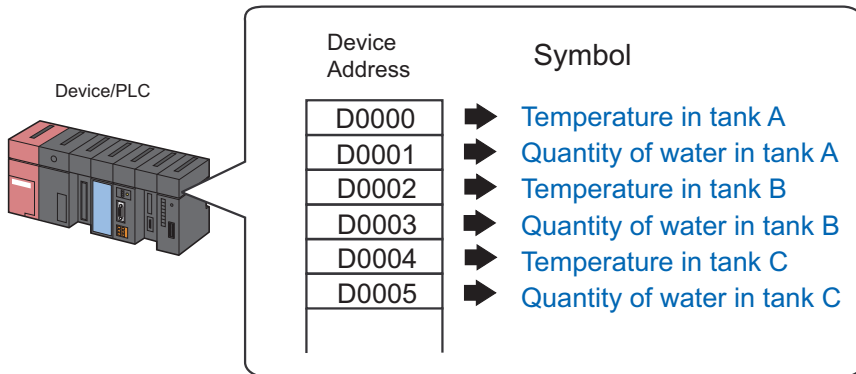 Device
Address
Symbol
Device/PLC
D0000 Temperature in tank A
D0001 Quantity of water in tank A
D0002 Temperature in tank B
D0003 Quantity of water in tank B
D0004 Temperature in tank C
D0005 Quantity of water in tank C